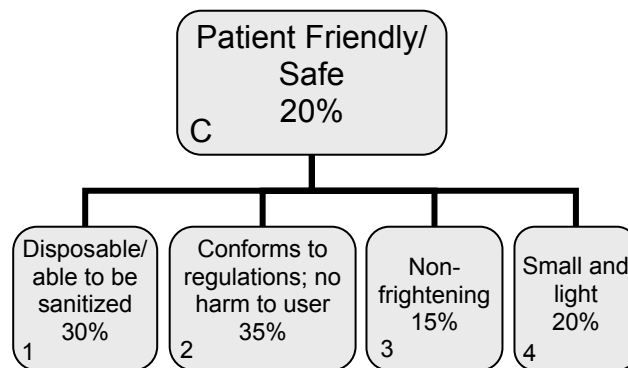 Patient Friendly/
Safe
20%
C
Disposable/
able to be
sanitized
30%
1
Conforms to
regulations; no
harm to user
35%
2
Non-
frightening
15%
3
Small and
light
20%
4